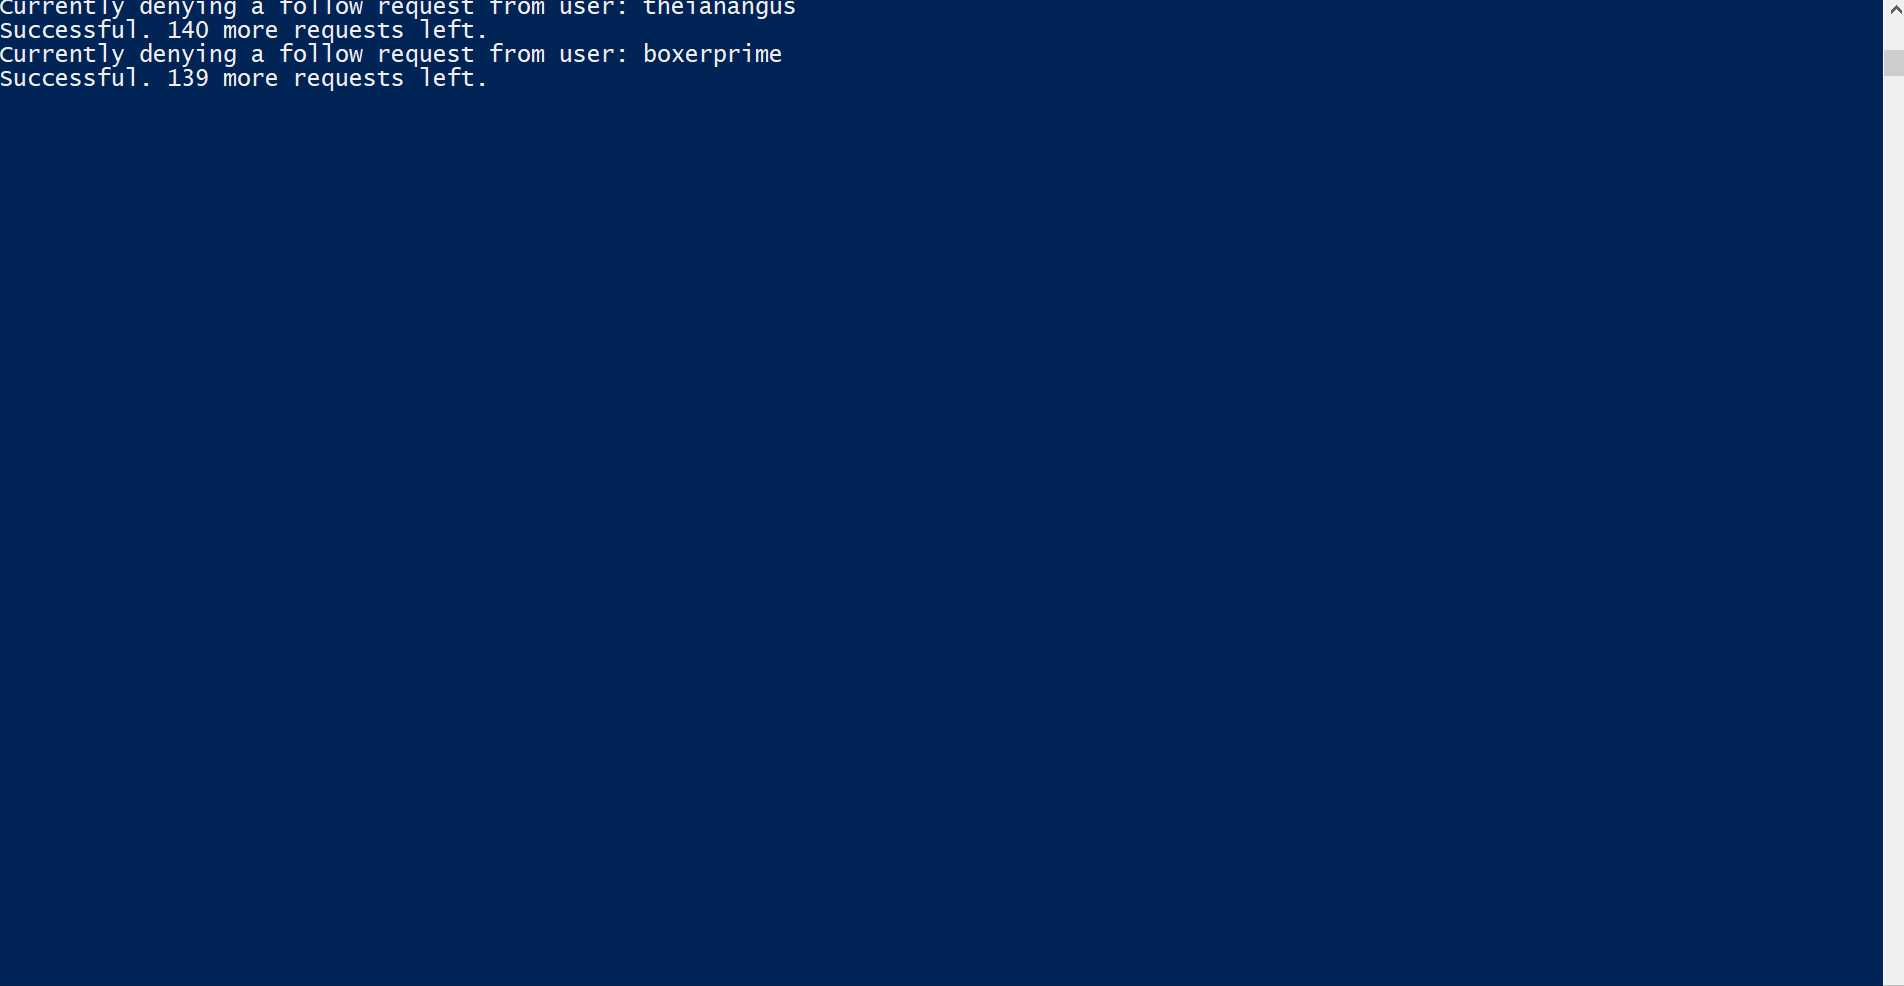 Currently denying a follow request from user: theianangus
Successful. 140 more requests left.
Currently denying a follow request from user: boxerprime
Successful. 139 more requests left.